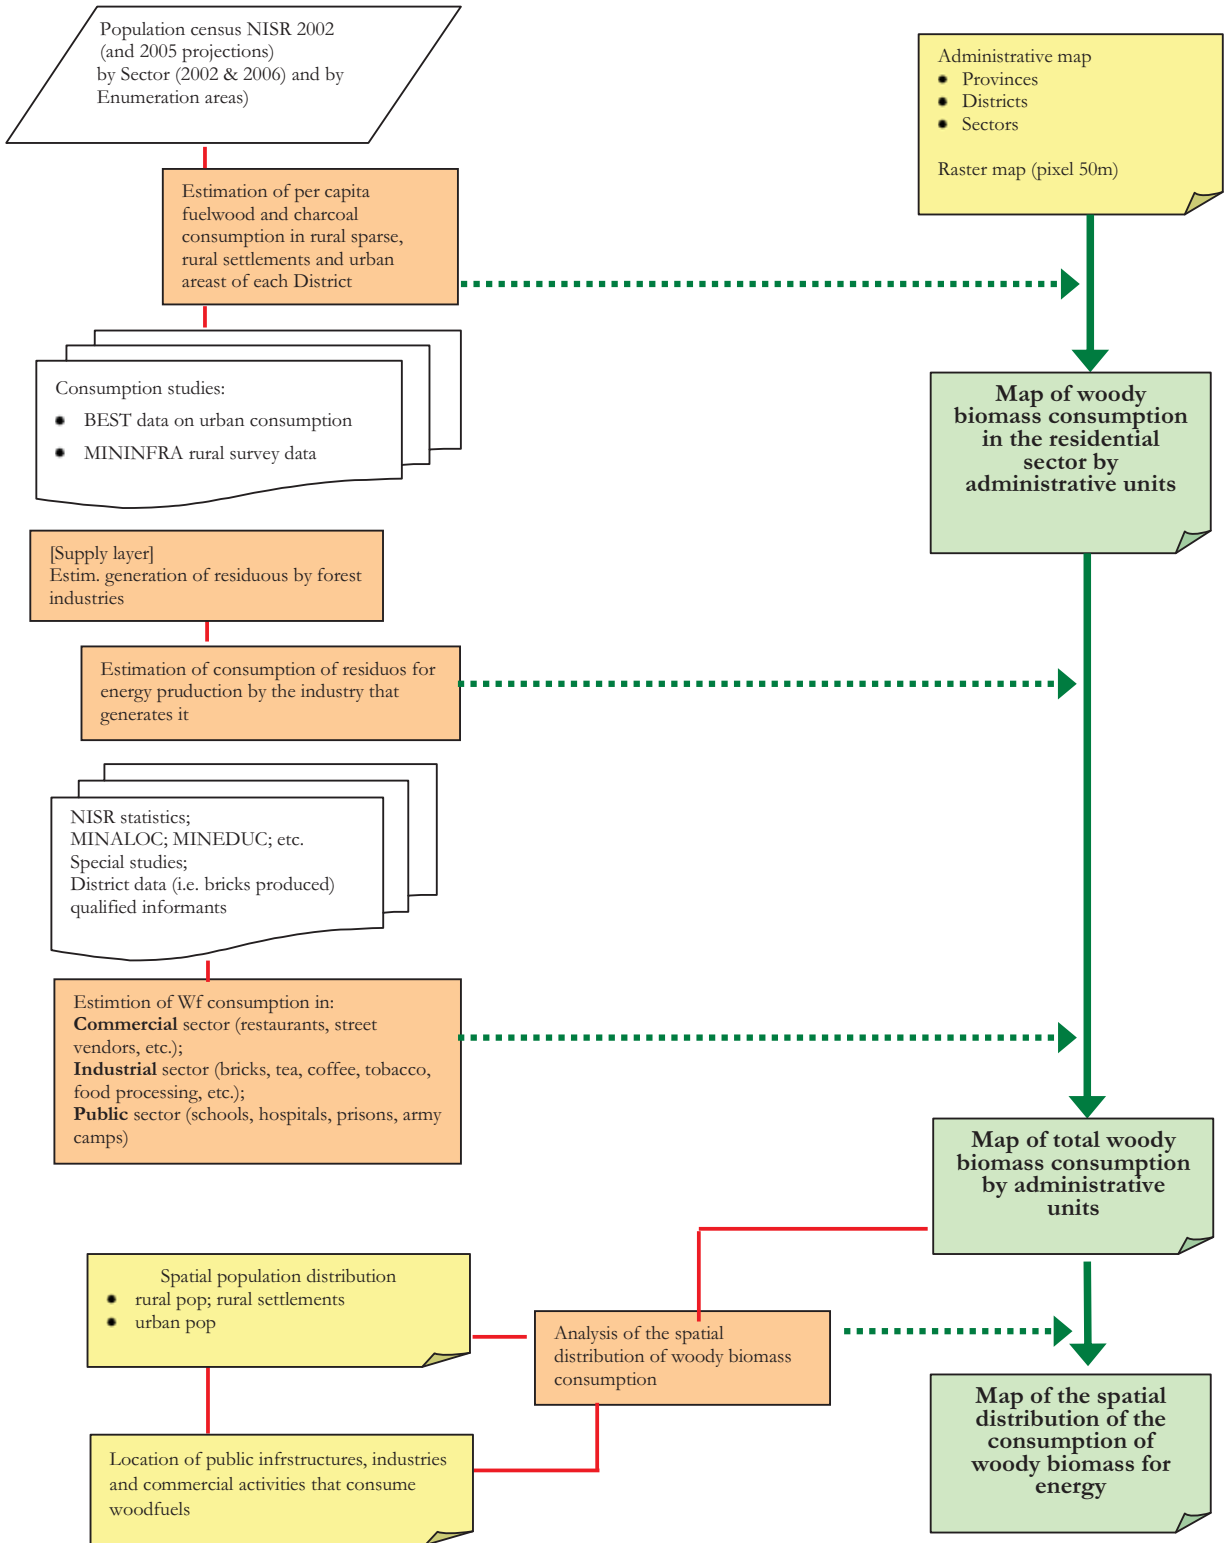 Population census NISR 2002
(and 2005 projections)
by Sector (2002 & 2006) and by
Enumeration areas)
Administrative map
Provinces
Districts
Sectors
Raster map (pixel 50m)
Estimation of per capita
fuelwood and charcoal
consumption in rural sparse,
rural settlements and urban
areast of each District
Consumption studies:
BEST data on urban consumption
MININFRA rural survey data
Map of woody
biomass consumption
in the residential
sector by
administrative units
[Supply layer]
Estim. generation of residuous by forest
industries
Estimation of consumption of residuos for
energy pruduction by the industry that
generates it
NISR statistics;
MINALOC; MINEDUC; etc.
Special studies;
District data (i.e. bricks produced)
qualified informants
Estimtion of Wf consumption in:
Commercial sector (restaurants, street
vendors, etc.);
Industrial sector (bricks, tea, coffee, tobacco,
food processing, etc.);
Public sector (schools, hospitals, prisons, army
camps)
Map of total woody
biomass consumption
by administrative
units
Spatial population distribution
rural pop; rural settlements
urban pop
Analysis of the spatial
distribution of woody biomass
consumption
Location of public infrstructures, industries
and commercial activities that consume
woodfuels
Map of the spatial
distribution of the
consumption of
woody biomass for
energy